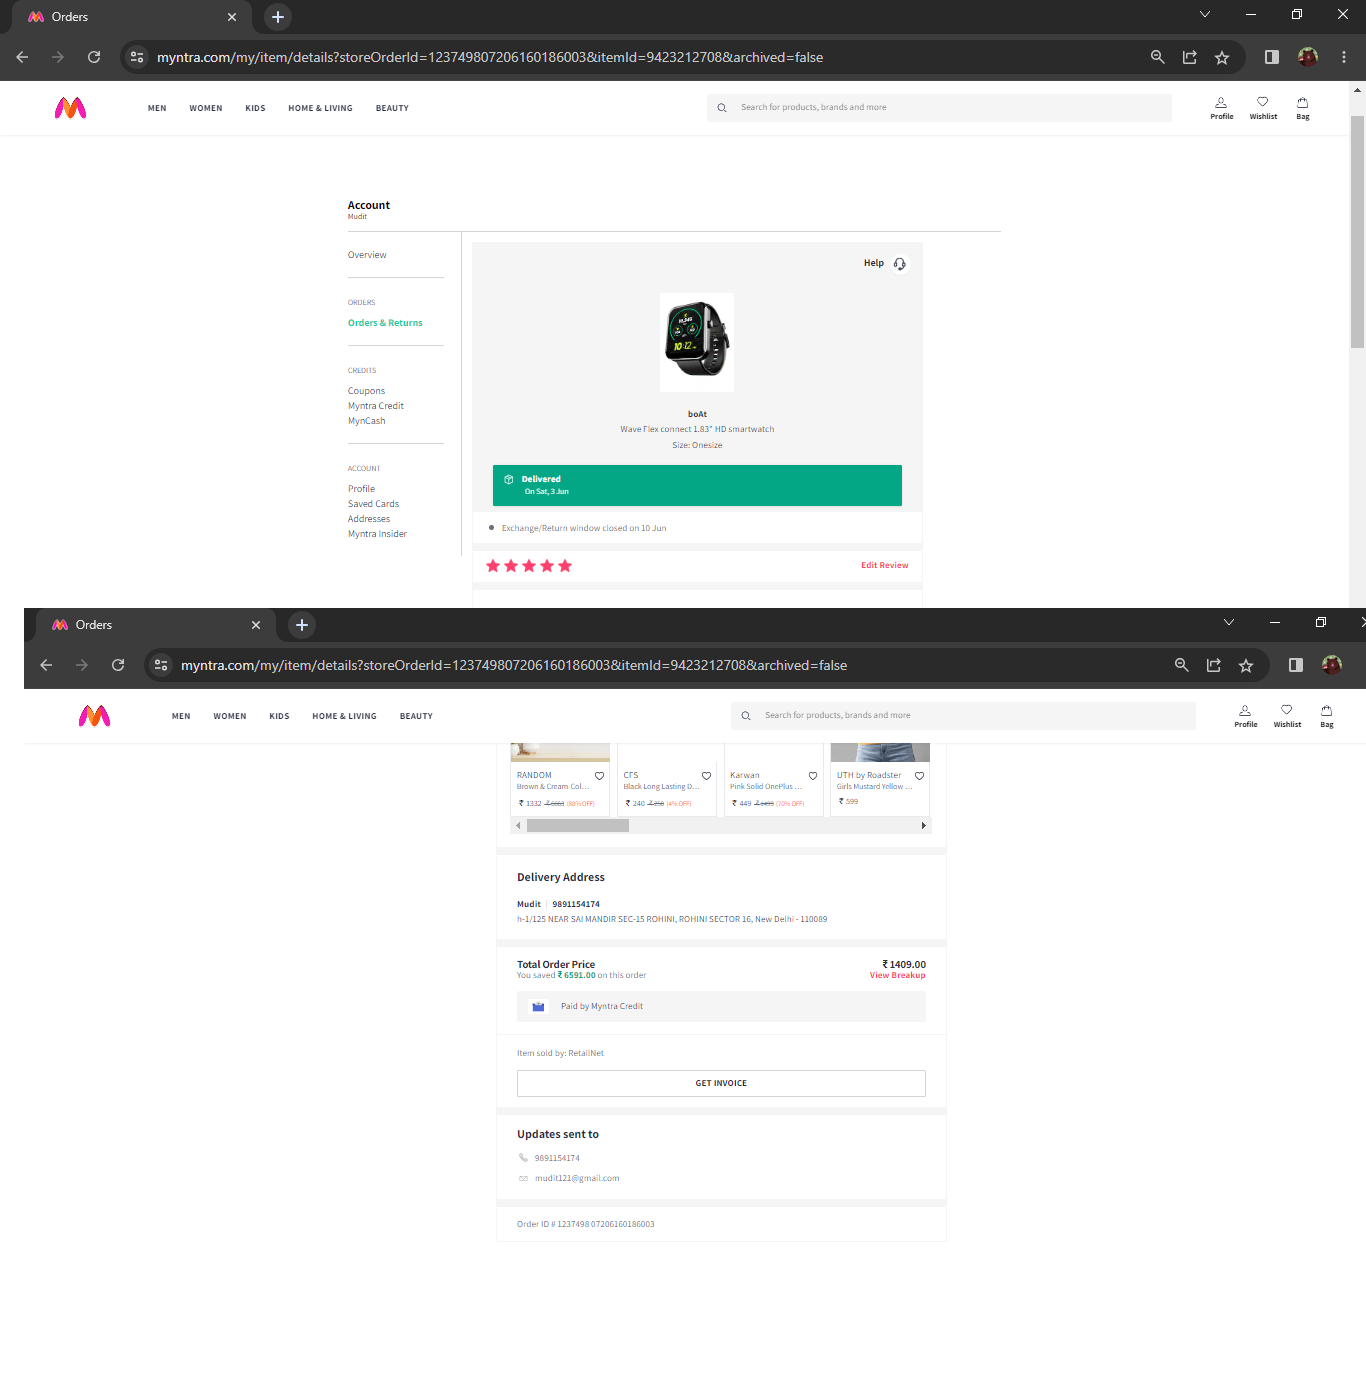 Orders
myntra.com/my/item/details?storeOrderId=123749807206160186003&itemId=9423212708&archived=false
MEN WOMEN KIDS HOME & LIVING BEAUTY Search for products, brands and more Profile Wishlist Bag
Account
Mudit
Overview
ORDERS
Orders & Returns
CREDITS
Coupons
Myntra Credit
MynCash
ACCOUNT
Profile
Saved Cards
Addresses
Myntra Insider
Help
HL246
10:12
boAt
Wave Flex connect 1.83" HD smartwatch
Size: Onesize
Delivered
On Sat, 3 Jun
Exchange/Return window closed on 10 Jun
Edit Review
Orders
myntra.com/my/item/details?storeOrderId=123749807206160186003&itemId=9423212708&archived=false
MEN WOMEN KIDS HOME & LIVING BEAUTY Search for products, brands and more Profile Wishlist Bag
RANDOM
Brown & Cream-Col...
₹ 1332 ₹ 6663 (80% OFF)
CFS
Black Long Lasting D...
₹ 240 ₹ 250 (4% OFF)
Karwan
Pink Solid OnePlus ...
₹ 449 ₹ 1499 (70% OFF)
UTH by Roadster
Girls Mustard Yellow ...
₹ 599
Delivery Address
Mudit | 9891154174
h-1/125 NEAR SAI MANDIR SEC-15 ROHINI, ROHINI SECTOR 16, New Delhi - 110089
Total Order Price ₹ 1409.00
You saved ₹ 6591.00 on this order View Breakup
Paid by Myntra Credit
Item sold by: RetailNet
GET INVOICE
Updates sent to
9891154174
mudit121@gmail.com
Order ID # 1237498 07206160186003